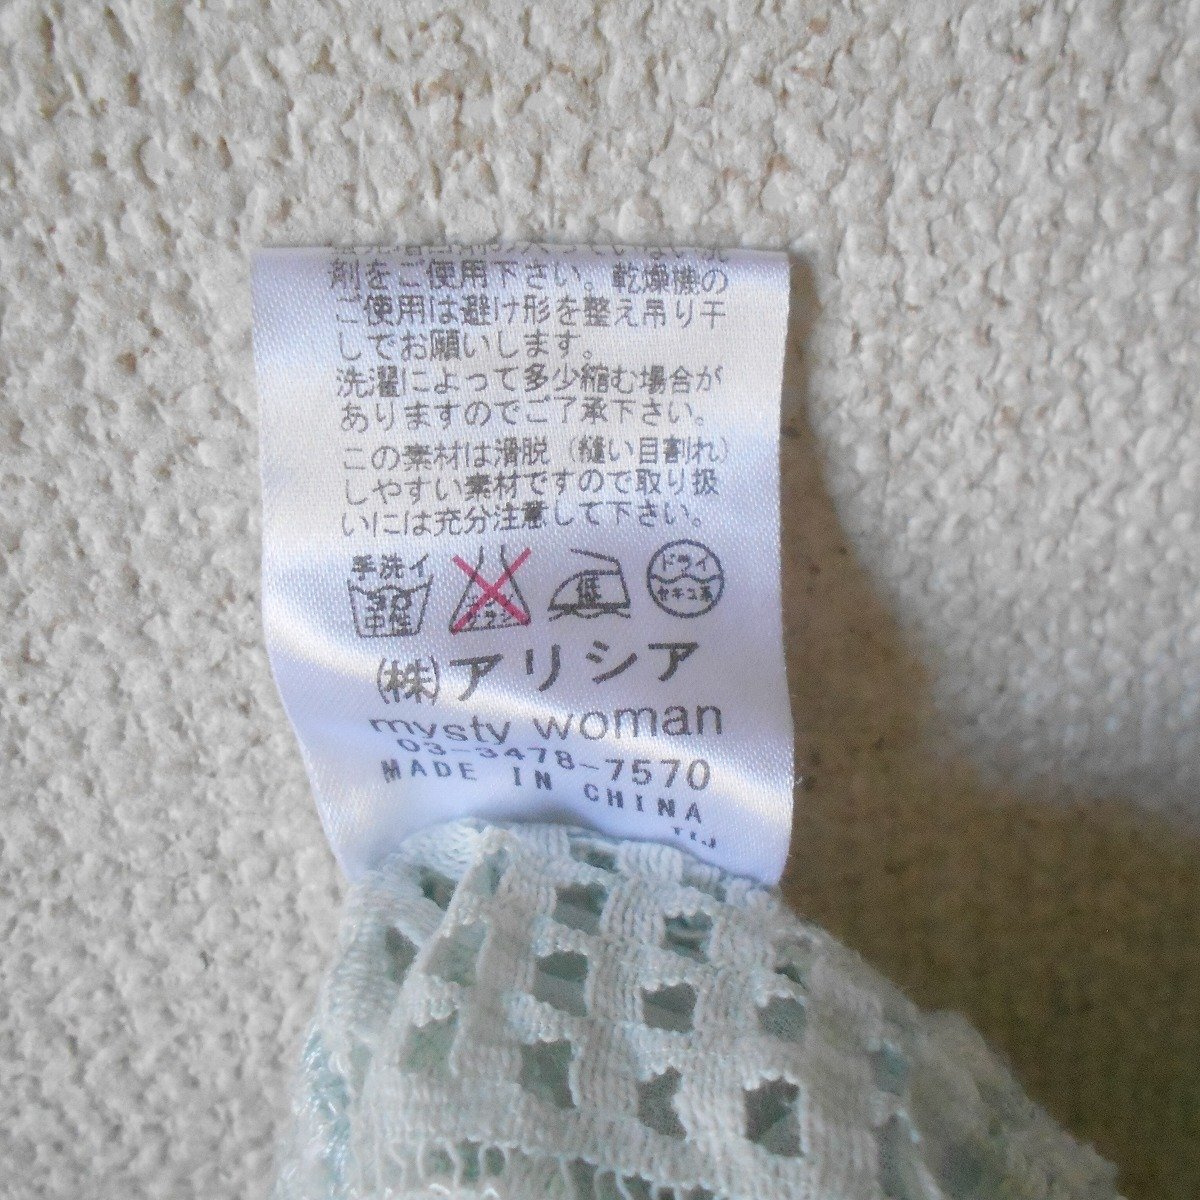 剤をご使用下さい。乾燥機の
ご使用は避け形を整え吊り干
しでお願いします。
洗濯によって多少縮む場合が
ありますのでご了承下さい。
この素材は滑脱（縫い目割れ）
しやすい素材ですので取り扱
いには充分注意して下さい。
手洗イ
30
中性
低
ドライ
セキユ系
(株)アリシア
mysty woman
03-3478-7570
MADE IN CHINA